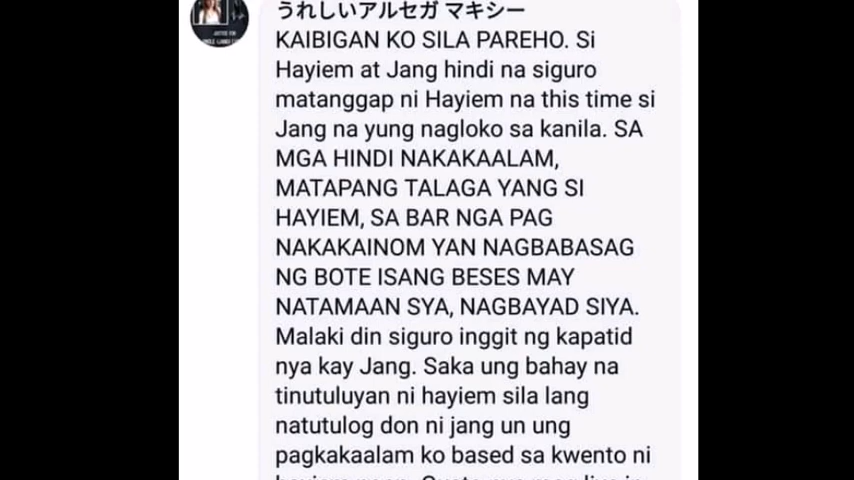 うれしいアルセガ マキシー
KAIBIGAN KO SILA PAREHO. Si
Hayiem at Jang hindi na siguro
matanggap ni Hayiem na this time si
Jang na yung nagloko sa kanila. SA
MGA HINDI NAKAKAALAM,
MATAPANG TALAGA YANG SI
HAYIEM, SA BAR NGA PAG
NAKAKAINOM YAN NAGBABASAG
NG BOTE ISANG BESES MAY
NATAMAAN SYA, NAGBAYAD SIYA.
Malaki din siguro inggit ng kapatid
nya kay Jang. Saka ung bahay na
tinutuluyan ni hayiem sila lang
natutulog don ni jang un ung
pagkakaalam ko based sa kwento ni